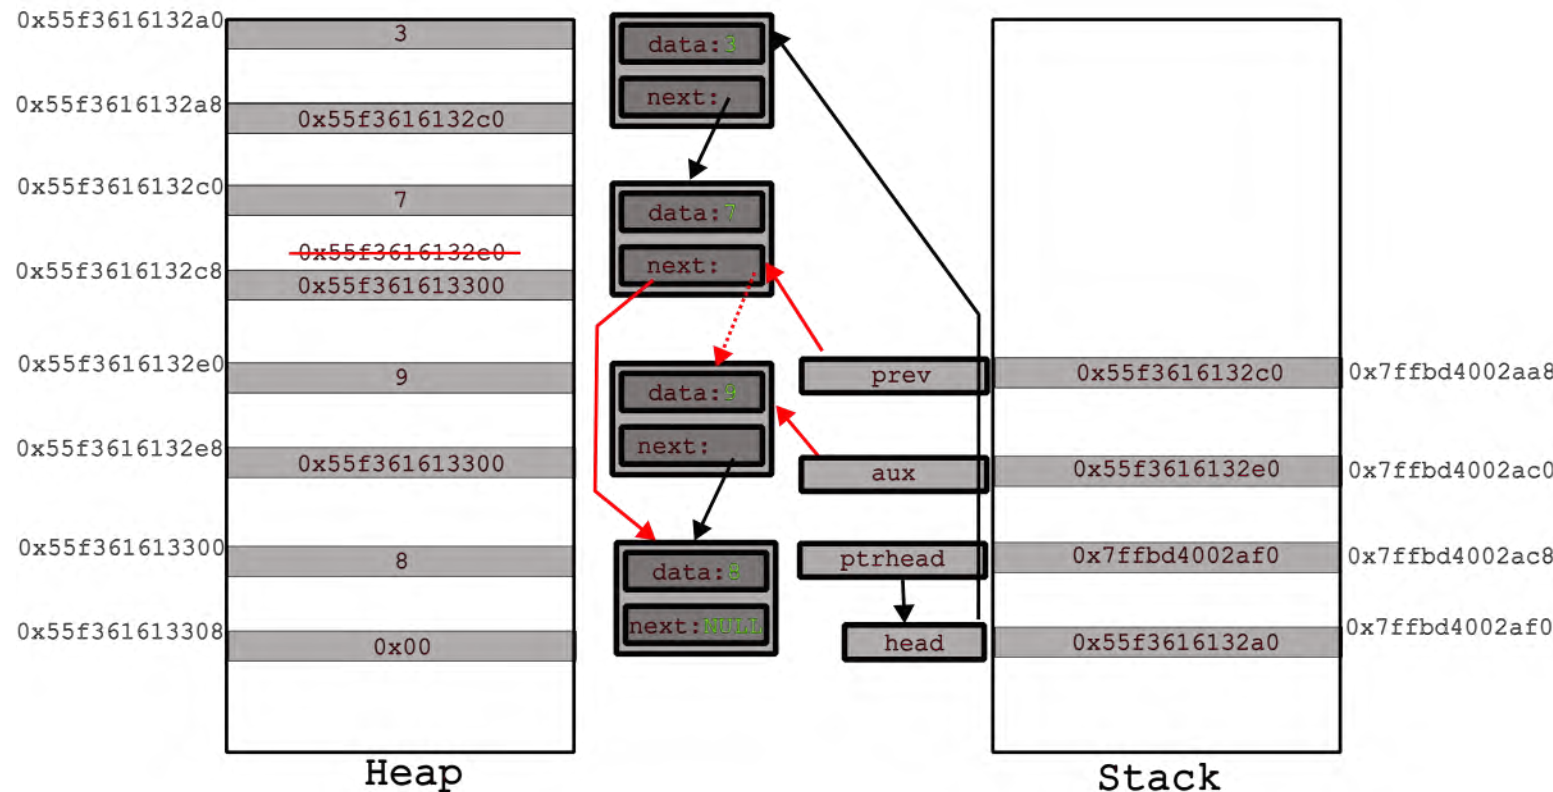 0x55f3616132a0
3
data:3
next:
0x55f3616132a8
0x55f3616132c0
0x55f3616132c0
7
data:7
next:
0x55f3616132e0
0x55f3616132c8
0x55f361613300
0x55f3616132e0
9
data:9
next:
prev
0x55f3616132c0
0x7ffbd4002aa8
0x55f3616132e8
0x55f361613300
aux
0x55f3616132e0
0x7ffbd4002ac0
0x55f361613300
8
data:8
next:NULL
ptrhead
0x7ffbd4002af0
0x7ffbd4002ac8
0x55f361613308
0x00
head
0x55f3616132a0
0x7ffbd4002af0
Heap
Stack